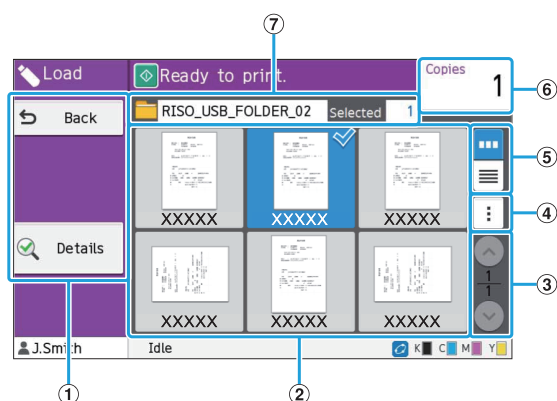 ⑦
Load
Ready to print.
Copies
1
⑥
Back
RISO_USB_FOLDER_02
Selected
1
⑤
④
XXXXX XXXXX XXXXX
Details
1
1
③
XXXXX XXXXX XXXXX
J.Smith
Idle
K C M Y
① ②